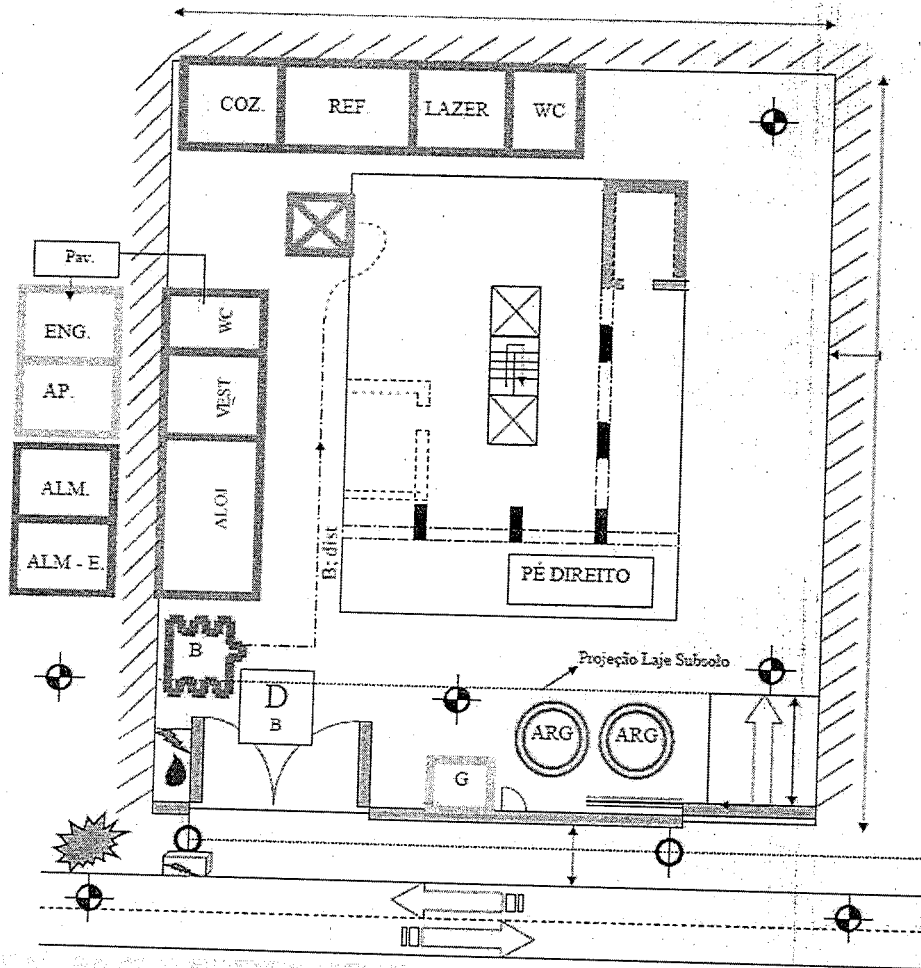 COZ.
REF.
LAZER
WC
Pav.
ENG.
AP.
ALM.
ALM - E.
WC
VEST
ALOJ
B; dist
PÉ DIREITO
B
D
B
Projeção Laje Subsolo
ARG
ARG
G